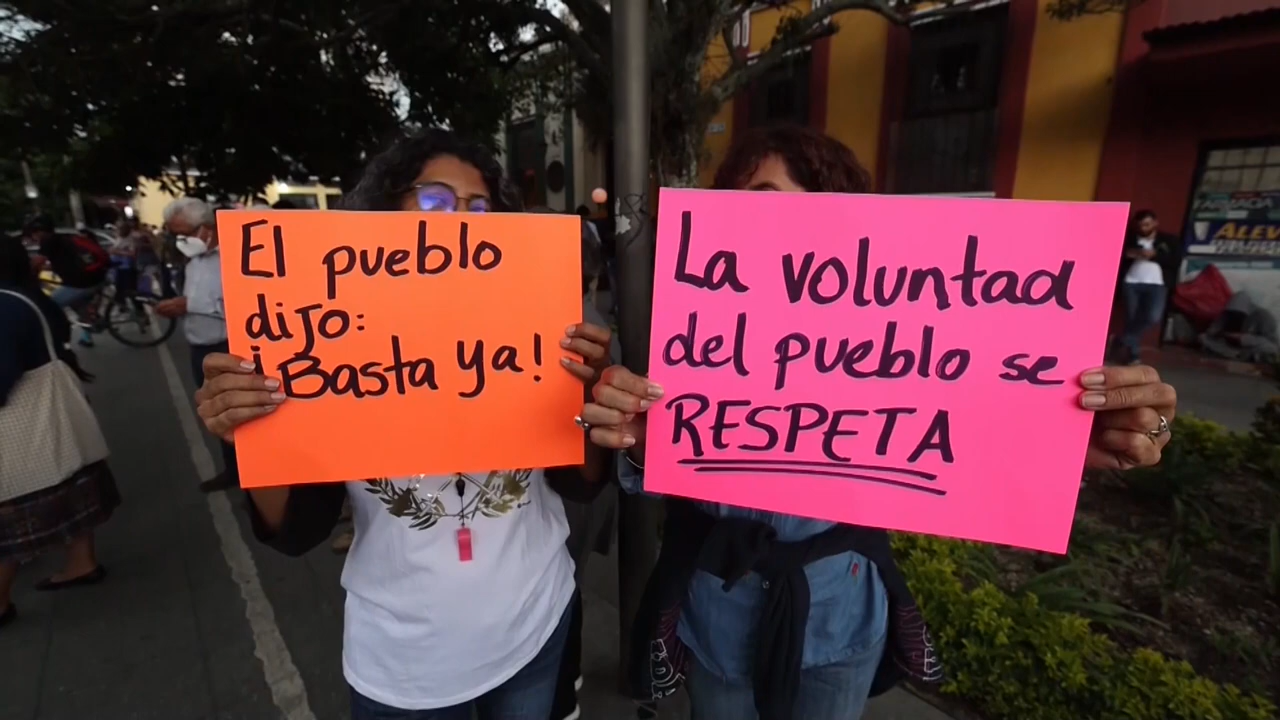 El pueblo
dijo:
¡Basta ya!
La voluntad
del pueblo se
RESPETA